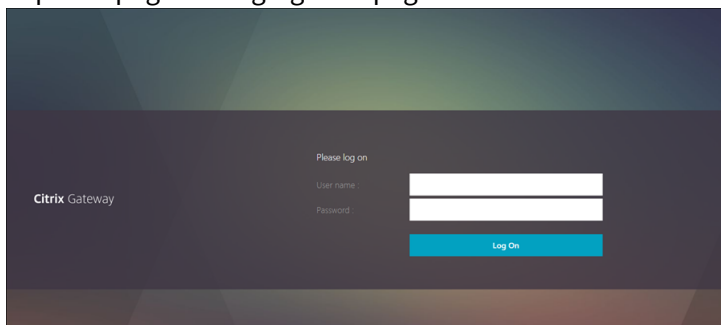 Please log on
User name :
Citrix Gateway
Password :
Log On